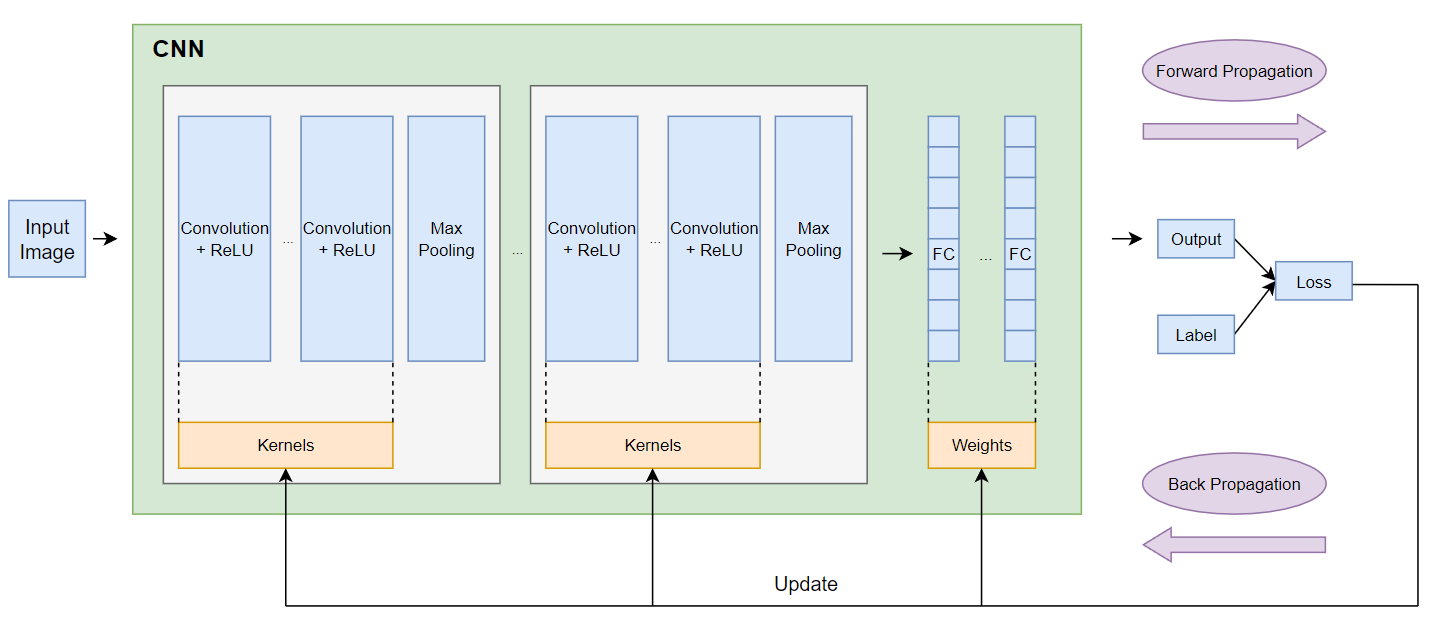 CNN
Forward Propagation
Input
Image
Convolution
+ ReLU
...
Convolution
+ ReLU
Max
Pooling
...
Convolution
+ ReLU
...
Convolution
+ ReLU
Max
Pooling
FC
...
FC
Output
Loss
Label
Kernels
Kernels
Weights
Back Propagation
Update